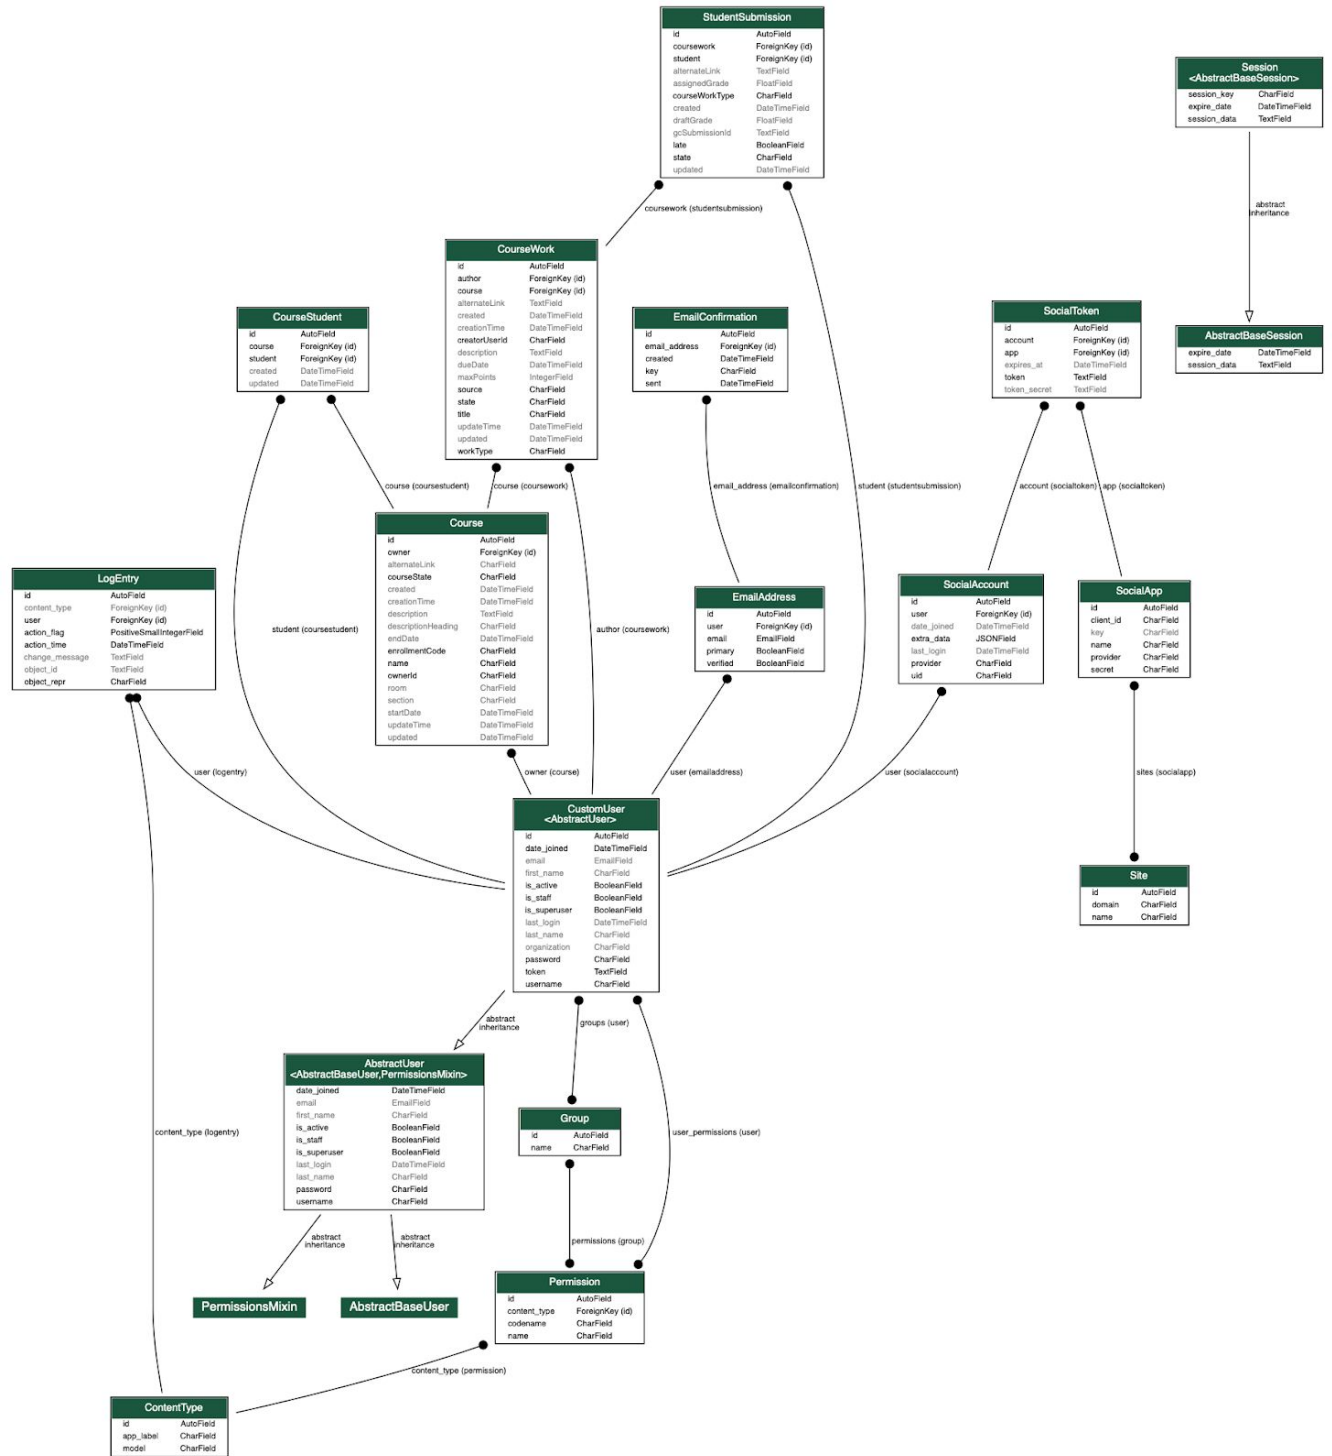 StudentSubmission
id AutoField
coursework ForeignKey (id)
student ForeignKey (id)
alternateLink TextField
assignedGrade FloatField
courseWorkType CharField
created DateTimeField
draftGrade FloatField
gcSubmissionId TextField
late BooleanField
state CharField
updated DateTimeField
Session
<AbstractBaseSession>
session_key CharField
expire_date DateTimeField
session_data TextField
coursework (studentsubmission)
abstract
inheritance
CourseWork
id AutoField
author ForeignKey (id)
course ForeignKey (id)
alternateLink TextField
created DateTimeField
creationTime DateTimeField
creatorUserId CharField
description TextField
dueDate DateTimeField
maxPoints IntegerField
source CharField
state CharField
title CharField
updateTime DateTimeField
updated DateTimeField
workType CharField
CourseStudent
id AutoField
course ForeignKey (id)
student ForeignKey (id)
created DateTimeField
updated DateTimeField
EmailConfirmation
id AutoField
email_address ForeignKey (id)
created DateTimeField
key CharField
sent DateTimeField
SocialToken
id AutoField
account ForeignKey (id)
app ForeignKey (id)
expires_at DateTimeField
token TextField
token_secret TextField
AbstractBaseSession
expire_date DateTimeField
session_data TextField
course (coursestudent)
course (coursework)
email_address (emailconfirmation)
student (studentsubmission)
account (socialtoken)
app (socialtoken)
Course
id AutoField
owner ForeignKey (id)
alternateLink CharField
courseState CharField
created DateTimeField
creationTime DateTimeField
description TextField
descriptionHeading CharField
endDate DateTimeField
enrollmentCode CharField
name CharField
ownerId CharField
room CharField
section CharField
startDate DateTimeField
updateTime DateTimeField
updated DateTimeField
LogEntry
id AutoField
content_type ForeignKey (id)
user ForeignKey (id)
action_flag PositiveSmallIntegerField
action_time DateTimeField
change_message TextField
object_id TextField
object_repr CharField
student (coursestudent)
author (coursework)
EmailAddress
id AutoField
user ForeignKey (id)
email EmailField
primary BooleanField
verified BooleanField
SocialAccount
id AutoField
user ForeignKey (id)
date_joined DateTimeField
extra_data JSONField
last_login DateTimeField
provider CharField
uid CharField
SocialApp
id AutoField
client_id CharField
key CharField
name CharField
provider CharField
secret CharField
user (logentry)
owner (course)
user (emailaddress)
user (socialaccount)
sites (socialapp)
CustomUser
<AbstractUser>
id AutoField
date_joined DateTimeField
email EmailField
first_name CharField
is_active BooleanField
is_staff BooleanField
is_superuser BooleanField
last_login DateTimeField
last_name CharField
organization CharField
password CharField
token TextField
username CharField
Site
id AutoField
domain CharField
name CharField
abstract
inheritance
groups (user)
AbstractUser
<AbstractBaseUser,PermissionsMixin>
date_joined DateTimeField
email EmailField
first_name CharField
is_active BooleanField
is_staff BooleanField
is_superuser BooleanField
last_login DateTimeField
last_name CharField
password CharField
username CharField
Group
id AutoField
name CharField
content_type (logentry)
user_permissions (user)
abstract
inheritance
abstract
inheritance
permissions (group)
PermissionsMixin
AbstractBaseUser
Permission
id AutoField
content_type ForeignKey (id)
codename CharField
name CharField
content_type (permission)
ContentType
id AutoField
app_label CharField
model CharField